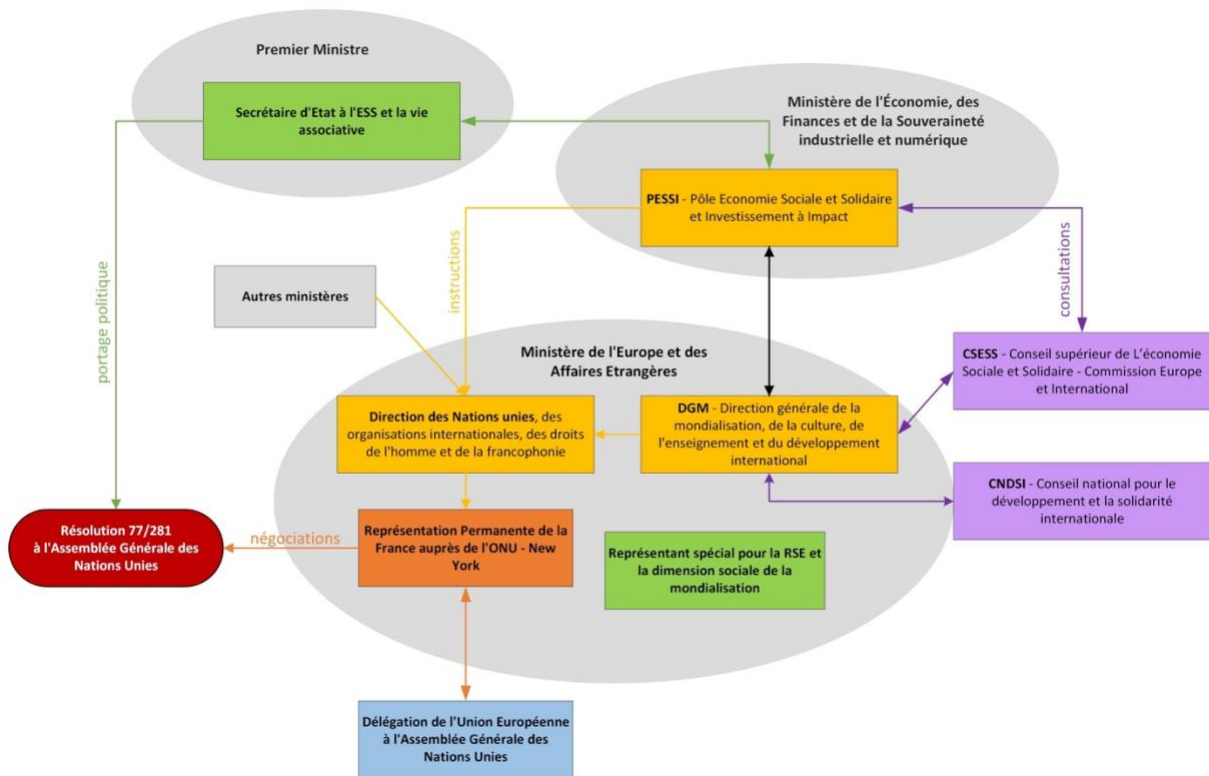 Premier Ministre
Secrétaire d'Etat à l'ESS et la vie
associative
Ministère de l'Économie, des
Finances et de la Souveraineté
industrielle et numérique
PESSI - Pôle Economie Sociale et Solidaire
et Investissement à Impact
portage politique
instructions
consultations
Autres ministères
Ministère de l'Europe et des
Affaires Etrangères
CSESS - Conseil supérieur de L'économie
Sociale et Solidaire - Commission Europe
et International
Direction des Nations unies, des
organisations internationales, des droits
de l'homme et de la francophonie
DGM - Direction générale de la
mondialisation, de la culture, de
l'enseignement et du développement
international
CNDSI - Conseil national pour le
développement et la solidarité
internationale
Résolution 77/281
à l'Assemblée Générale des
Nations Unies
négociations
Représentation Permanente de la
France auprès de l'ONU - New
York
Représentant spécial pour la RSE et
la dimension sociale de la
mondialisation
Délégation de l'Union Européenne
à l'Assemblée Générale des
Nations Unies